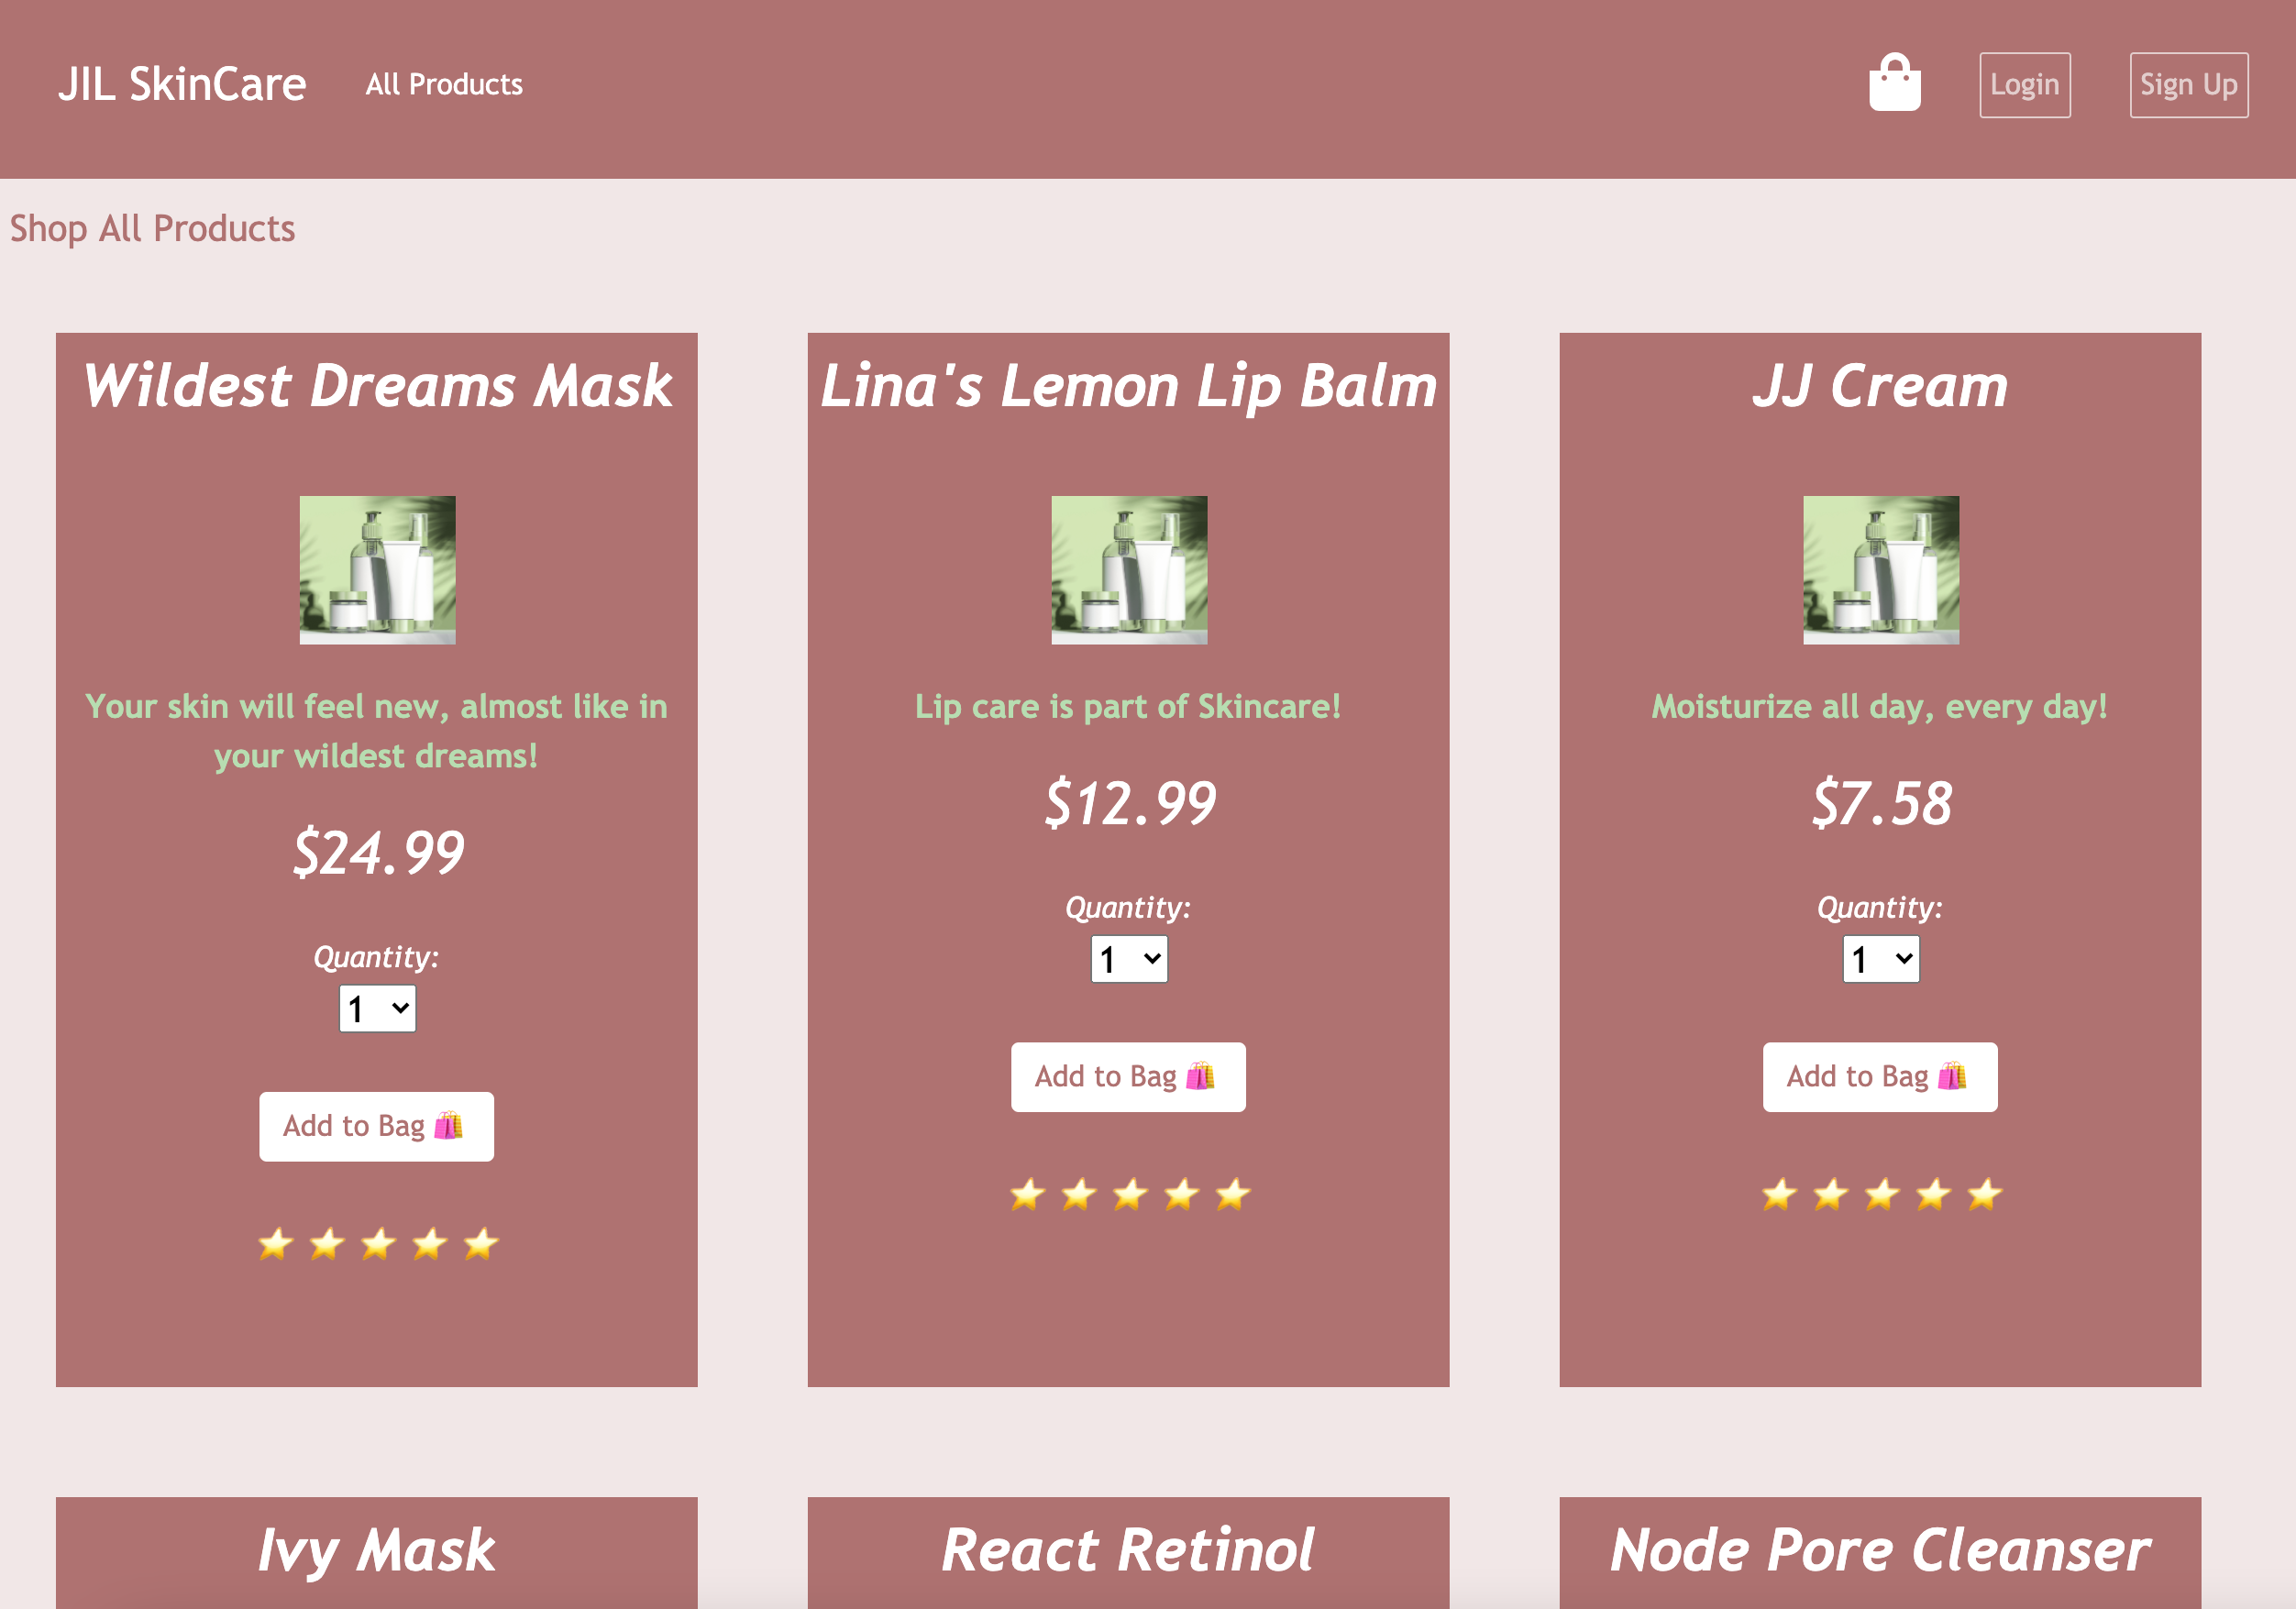 JIL SkinCare
All Products
Login
Sign Up
Shop All Products
Wildest Dreams Mask
Your skin will feel new, almost like in
your wildest dreams!
$24.99
Quantity:
1
Add to Bag 🛍️
⭐ ⭐ ⭐ ⭐ ⭐
Lina's Lemon Lip Balm
Lip care is part of Skincare!
$12.99
Quantity:
1
Add to Bag 🛍️
⭐ ⭐ ⭐ ⭐ ⭐
JJ Cream
Moisturize all day, every day!
$7.58
Quantity:
1
Add to Bag 🛍️
⭐ ⭐ ⭐ ⭐ ⭐
Ivy Mask
React Retinol
Node Pore Cleanser